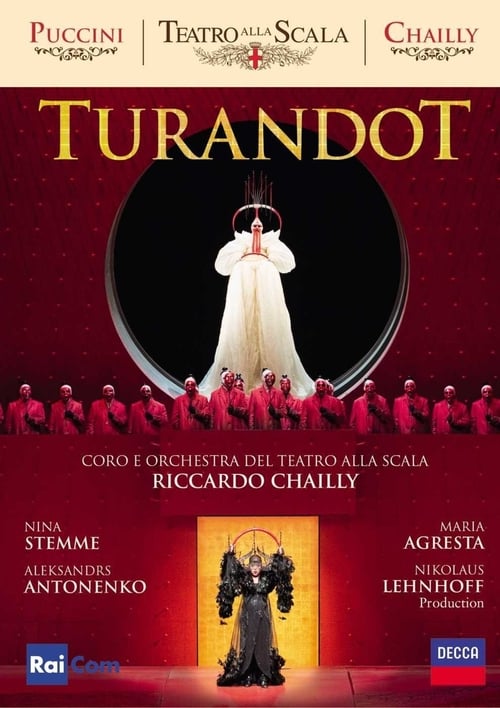 PUCCINI
TEATRO ALLA SCALA
CHAILLY
TURANDOT
CORO E ORCHESTRA DEL TEATRO ALLA SCALA
RICCARDO CHAILLY
NINA
STEMME
ALEKSANDRS
ANTONENKO
MARIA
AGRESTA
NIKOLAUS
LEHNHOFF
Production
Rai Com
DECCA